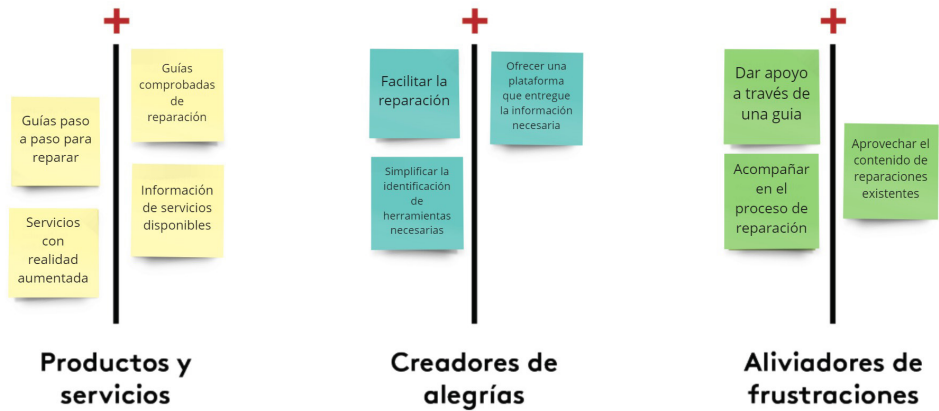 +
Guías
comprobadas
de
reparación
Guías paso
a paso para
reparar
Información
de servicios
disponibles
Servicios
con
realidad
aumentada
Productos y
servicios
+
Facilitar la
reparación
Ofrecer una
plataforma
que entregue
la información
necesaria
Simplificar la
identificación
de
herramientas
necesarias
Creadores de
alegrías
+
Dar apoyo
a través de
una guia
Aprovechar el
contenido de
reparaciones
existentes
Acompañar
en el
proceso de
reparación
Aliviadores de
frustraciones